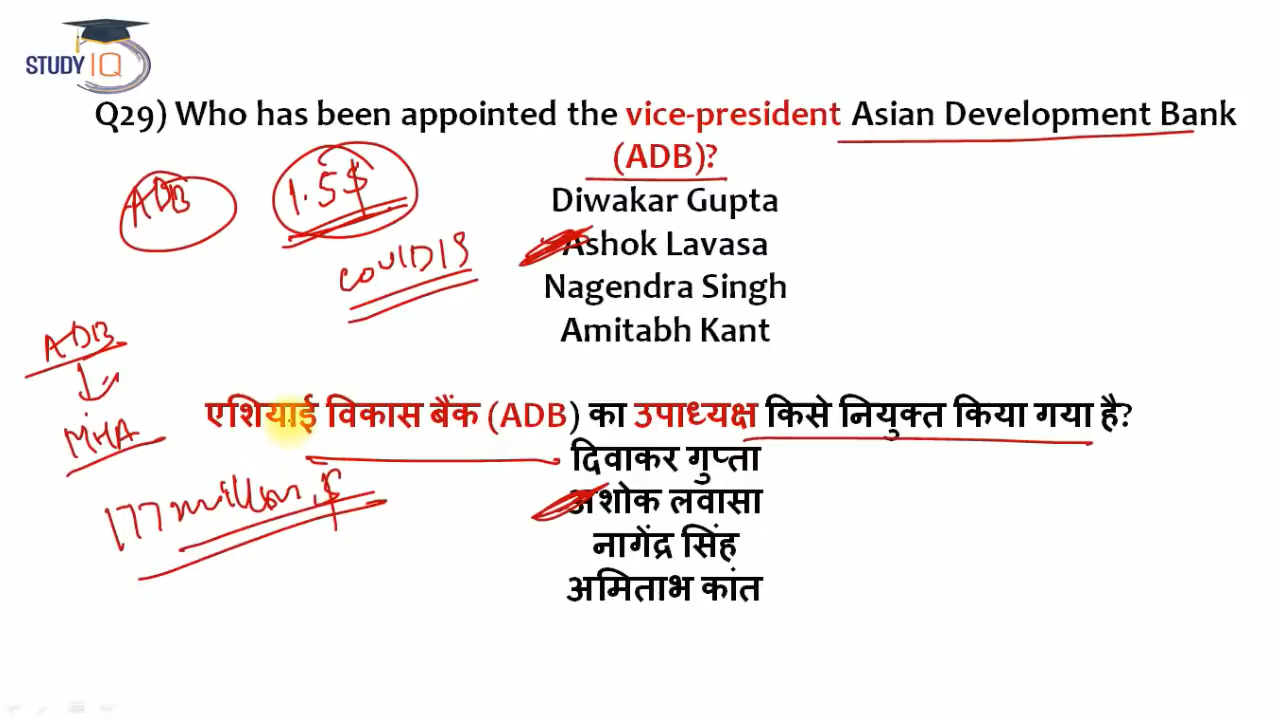 STUDY IQ
Q29) Who has been appointed the vice-president Asian Development Bank
(ADB)?
Diwakar Gupta
Ashok Lavasa
Nagendra Singh
Amitabh Kant
ADB
1.5$
COVID19
ADB
MHA
177 million $
एशियाई विकास बैंक (ADB) का उपाध्यक्ष किसे नियुक्त किया गया है?
दिवाकर गुप्ता
अशोक लवासा
नागेंद्र सिंह
अमिताभ कांत